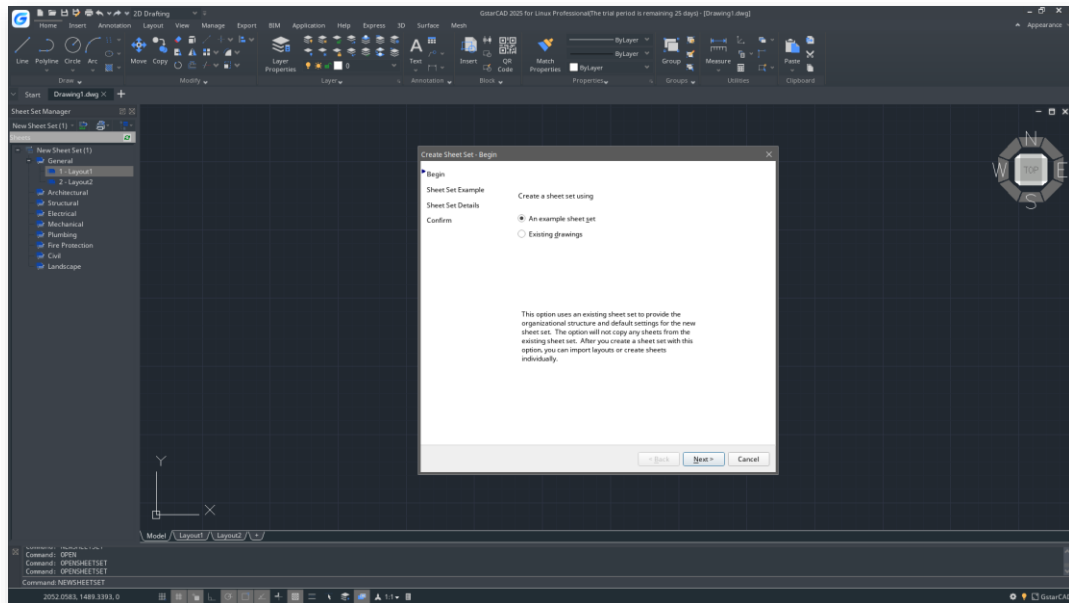 2D Drafting
GstarCAD 2025 for Linux Professional(The trial period is remaining 25 days) - [Drawing1.dwg]
Home Insert Annotation Layout View Manage Export BIM Application Help Express 3D Surface Mesh Appearance
ByLayer
ByLayer
ByLayer
0
Line Polyline Circle Arc Move Copy Layer Properties Text Insert QR Code Match Properties Group Measure Paste
Draw Modify Layer Annotation Block Properties Groups Utilities Clipboard
Start Drawing1.dwg
Sheet Set Manager
New Sheet Set (1)
Sheets
New Sheet Set (1)
General
1 - Layout1
2 - Layout2
Architectural
Structural
Electrical
Mechanical
Plumbing
Fire Protection
Civil
Landscape
Create Sheet Set - Begin
Begin
Sheet Set Example
Sheet Set Details
Confirm
Create a sheet set using
An example sheet set
Existing drawings
This option uses an existing sheet set to provide the
organizational structure and default settings for the new
sheet set. The option will not copy any sheets from the
existing sheet set. After you create a sheet set with this
option, you can import layouts or create sheets
individually.
< Back Next > Cancel
N
W TOP E
S
Y
X
Model Layout1 Layout2 +
Command: OPEN
Command: OPENSHEETSET
Command: OPENSHEETSET
Command: NEWSHEETSET
2052.0583, 1489.3393, 0
1:1
GstarCAD